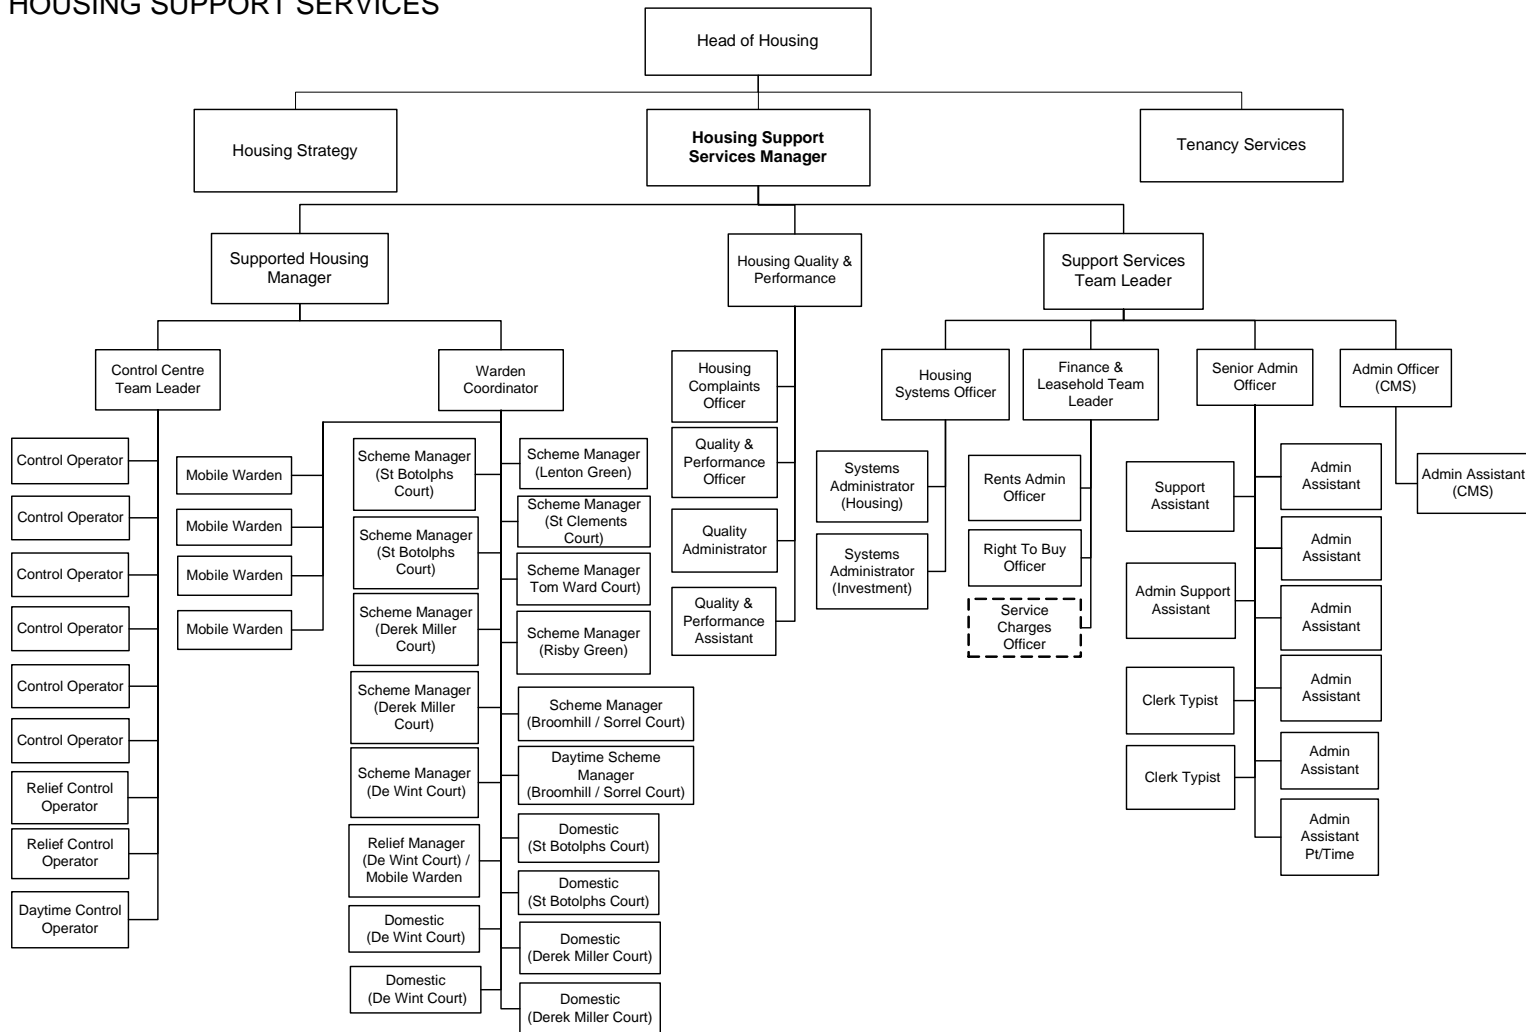 HOUSING SUPPORT SERVICES
Head of Housing
Housing Strategy
Housing Support
Services Manager
Tenancy Services
Supported Housing
Manager
Housing Quality &
Performance
Support Services
Team Leader
Control Centre
Team Leader
Warden
Coordinator
Housing
Complaints
Officer
Quality &
Performance
Officer
Quality
Administrator
Quality &
Performance
Assistant
Housing
Systems Officer
Finance &
Leasehold Team
Leader
Senior Admin
Officer
Admin Officer
(CMS)
Control Operator
Control Operator
Control Operator
Control Operator
Control Operator
Control Operator
Relief Control
Operator
Relief Control
Operator
Daytime Control
Operator
Mobile Warden
Mobile Warden
Mobile Warden
Mobile Warden
Scheme Manager
(St Botolphs
Court)
Scheme Manager
(St Botolphs
Court)
Scheme Manager
(Derek Miller
Court)
Scheme Manager
(Derek Miller
Court)
Scheme Manager
(De Wint Court)
Relief Manager
(De Wint Court) /
Mobile Warden
Domestic
(De Wint Court)
Domestic
(De Wint Court)
Scheme Manager
(Lenton Green)
Scheme Manager
(St Clements
Court)
Scheme Manager
Tom Ward Court)
Scheme Manager
(Risby Green)
Scheme Manager
(Broomhill / Sorrel Court)
Daytime Scheme
Manager
(Broomhill / Sorrel Court)
Domestic
(St Botolphs Court)
Domestic
(St Botolphs Court)
Domestic
(Derek Miller Court)
Domestic
(Derek Miller Court)
Systems
Administrator
(Housing)
Systems
Administrator
(Investment)
Rents Admin
Officer
Right To Buy
Officer
Service
Charges
Officer
Support
Assistant
Admin Support
Assistant
Clerk Typist
Clerk Typist
Admin
Assistant
Admin
Assistant
Admin
Assistant
Admin
Assistant
Admin
Assistant
Admin
Assistant
Pt/Time
Admin Assistant
(CMS)